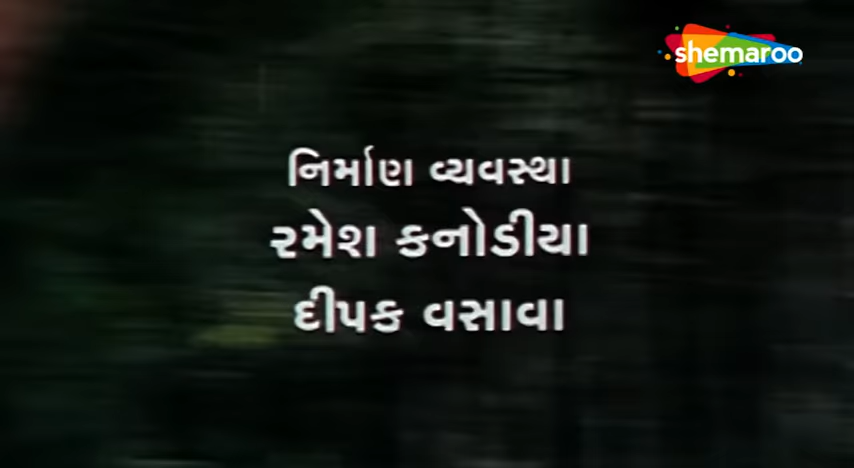 shemaroo
નિર્માણ વ્યવસ્થા
રમેશ કનોડીયા
દીપક વસાવા